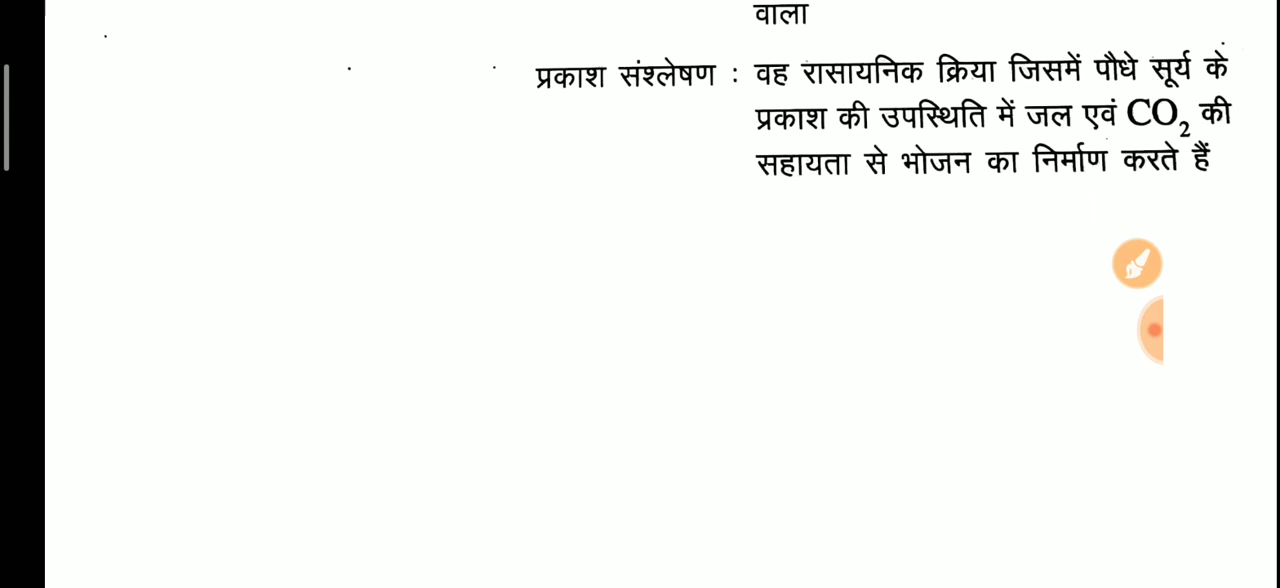 वाला
प्रकाश संश्लेषण : वह रासायनिक क्रिया जिसमें पौधे सूर्य के
प्रकाश की उपस्थिति में जल एवं CO₂ की
सहायता से भोजन का निर्माण करते हैं